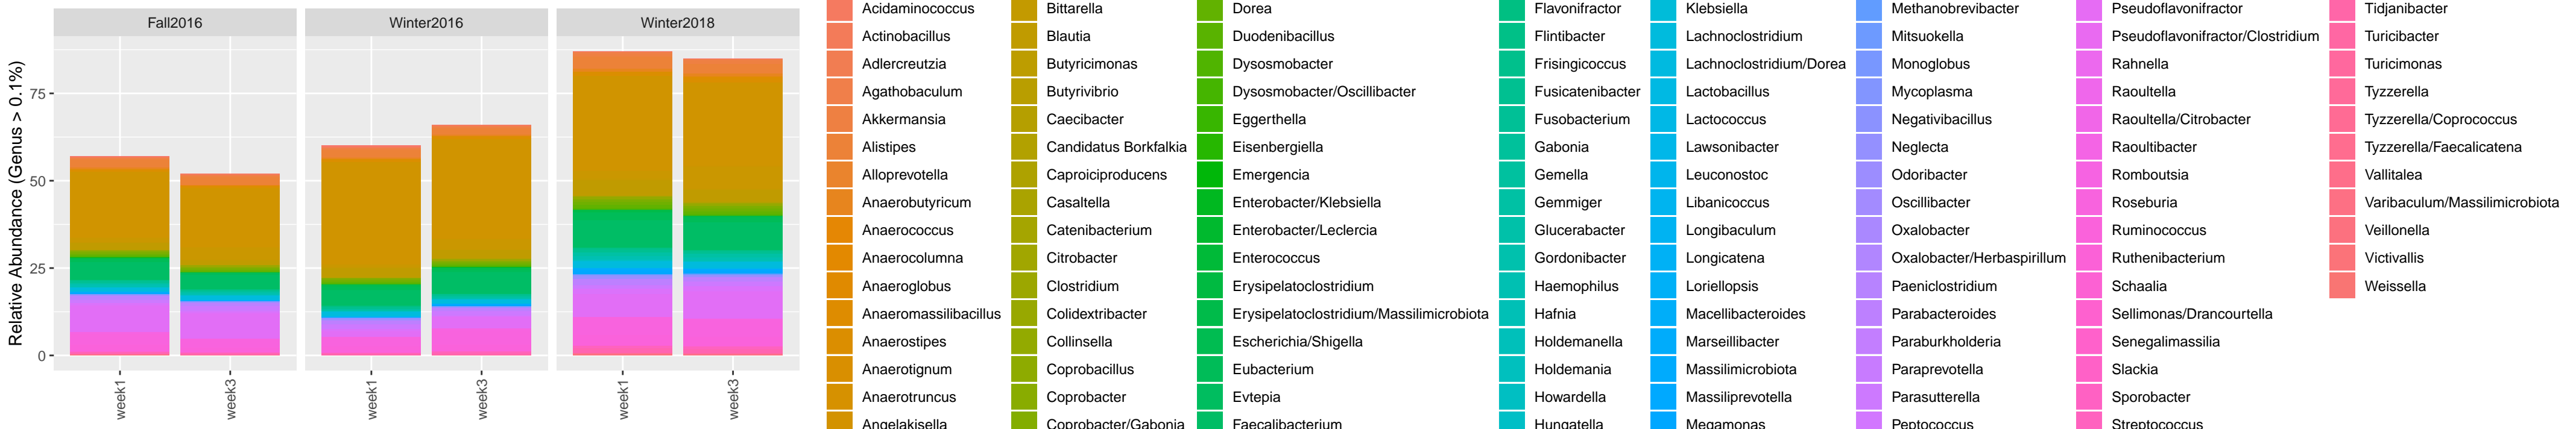 Relative Abundance (Genus > 0.1%)
Fall2016
Winter2016
Winter2018
75
50
25
0
week1
week3
week1
week3
week1
week3
Acidaminococcus
Actinobacillus
Adlercreutzia
Agathobaculum
Akkermansia
Alistipes
Alloprevotella
Anaerobutyricum
Anaerococcus
Anaerocolumna
Anaeroglobus
Anaeromassilibacillus
Anaerostipes
Anaerotignum
Anaerotruncus
Angelakisella
Bittarella
Blautia
Butyricimonas
Butyrivibrio
Caecibacter
Candidatus Borkfalkia
Caproiciproducens
Casaltella
Catenibacterium
Citrobacter
Clostridium
Colidextribacter
Collinsella
Coprobacillus
Coprobacter
Coprobacter/Gabonia
Dorea
Duodenibacillus
Dysosmobacter
Dysosmobacter/Oscillibacter
Eggerthella
Eisenbergiella
Emergencia
Enterobacter/Klebsiella
Enterobacter/Leclercia
Enterococcus
Erysipelatoclostridium
Erysipelatoclostridium/Massilimicrobiota
Escherichia/Shigella
Eubacterium
Evtepia
Faecalibacterium
Flavonifractor
Flintibacter
Frisingicoccus
Fusicatenibacter
Fusobacterium
Gabonia
Gemella
Gemmiger
Glucerabacter
Gordonibacter
Haemophilus
Hafnia
Holdemanella
Holdemania
Howardella
Hungatella
Klebsiella
Lachnoclostridium
Lachnoclostridium/Dorea
Lactobacillus
Lactococcus
Lawsonibacter
Leuconostoc
Libanicoccus
Longibaculum
Longicatena
Loriellopsis
Macellibacteroides
Marseillibacter
Massilimicrobiota
Massiliprevotella
Megamonas
Methanobrevibacter
Mitsuokella
Monoglobus
Mycoplasma
Negativibacillus
Neglecta
Odoribacter
Oscillibacter
Oxalobacter
Oxalobacter/Herbaspirillum
Paeniclostridium
Parabacteroides
Paraburkholderia
Paraprevotella
Parasutterella
Peptococcus
Pseudoflavonifractor
Pseudoflavonifractor/Clostridium
Rahnella
Raoultella
Raoultella/Citrobacter
Raoultibacter
Romboutsia
Roseburia
Ruminococcus
Ruthenibacterium
Schaalia
Sellimonas/Drancourtella
Senegalimassilia
Slackia
Sporobacter
Streptococcus
Tidjanibacter
Turicibacter
Turicimonas
Tyzzerella
Tyzzerella/Coprococcus
Tyzzerella/Faecalicatena
Vallitalea
Varibaculum/Massilimicrobiota
Veillonella
Victivallis
Weissella